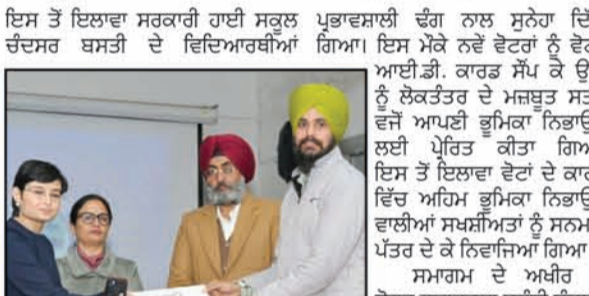 ਇਸ ਤੋਂ ਇਲਾਵਾ ਸਰਕਾਰੀ ਹਾਈ ਸਕੂਲ
ਚੰਦਸਰ ਬਸਤੀ ਦੇ ਵਿਦਿਆਰਥੀਆਂ
ਪ੍ਰਭਾਵਸ਼ਾਲੀ ਢੰਗ ਨਾਲ ਸੁਨੇਹਾ
ਗਿਆ। ਇਸ ਮੌਕੇ ਨਵੇਂ ਵੋਟਰਾਂ ਨੂੰ
ਆਈ.ਡੀ. ਕਾਰਡ ਸੌਂਪ ਕੇ
ਨੂੰ ਲੋਕਤੰਤਰ ਦੇ ਮਜ਼ਬੂਤ
ਵਜੋਂ ਆਪਣੀ ਭੂਮਿਕਾ
ਲਈ ਪ੍ਰੇਰਿਤ ਕੀਤਾ
ਇਸ ਤੋਂ ਇਲਾਵਾ ਵੋਟਾਂ ਦੇ
ਵਿੱਚ ਅਹਿਮ ਭੂਮਿਕਾ
ਵਾਲੀਆਂ ਸਖਸ਼ੀਅਤਾਂ ਨੂੰ
ਪੱਤਰ ਦੇ ਕੇ ਨਿਵਾਜਿਆ ਗਿਆ
ਸਮਾਗਮ ਦੇ ਅਖੀਰ